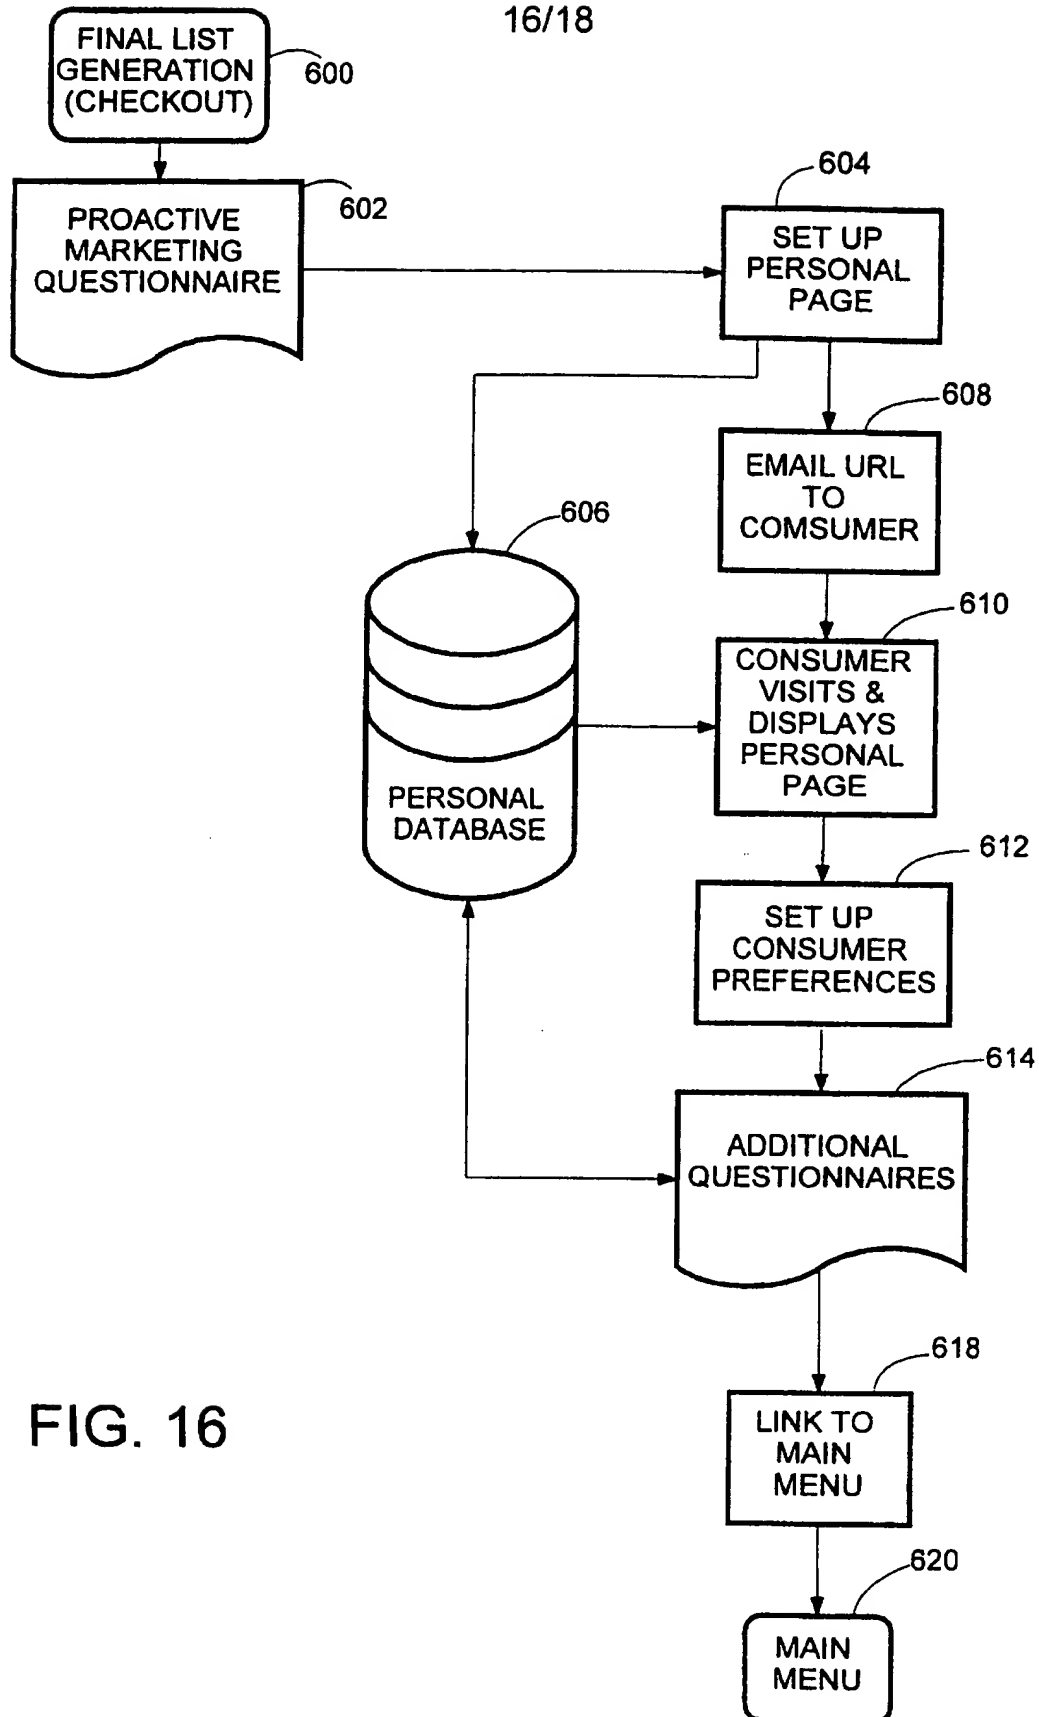 16/18
FINAL LIST
GENERATION
(CHECKOUT)
600
PROACTIVE
MARKETING
QUESTIONNAIRE
602
604
SET UP
PERSONAL
PAGE
608
EMAIL URL
TO
COMSUMER
606
PERSONAL
DATABASE
610
CONSUMER
VISITS &
DISPLAYS
PERSONAL
PAGE
612
SET UP
CONSUMER
PREFERENCES
614
ADDITIONAL
QUESTIONNAIRES
618
LINK TO
MAIN
MENU
FIG. 16
620
MAIN
MENU